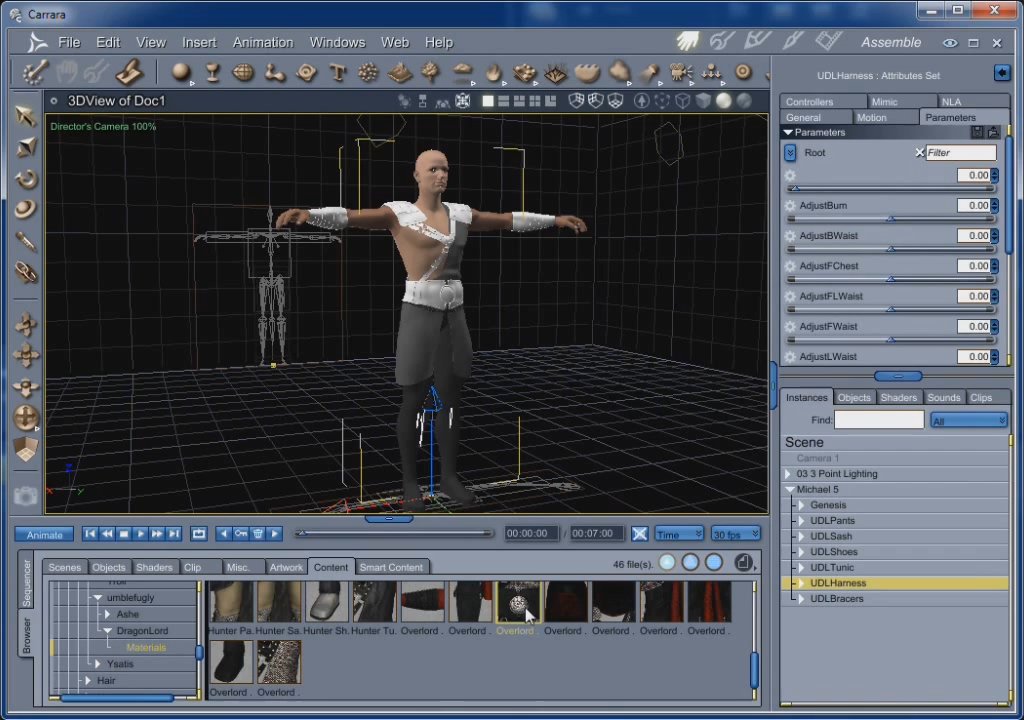 Carrara
File Edit View Insert Animation Windows Web Help Assemble
UDLHarness : Attributes Set
3DView of Doc1
Controllers Mimic NLA
General Motion Parameters
Director's Camera 100%
Parameters
Root Filter
0.00
AdjustBum 0.00
AdjustBWaist 0.00
AdjustFChest 0.00
AdjustFLWaist 0.00
AdjustFWaist 0.00
AdjustLWaist 0.00
Instances Objects Shaders Sounds Clips
Find: All
Scene
Camera 1
03 3 Point Lighting
Michael 5
Genesis
UDLPants
UDLSash
UDLShoes
UDLTunic
UDLHarness
UDLBracers
Animate 00:00:00 / 00:07:00 Time 30 fps
Sequencer
Browser
Scenes Objects Shaders Clip Misc. Artwork Content Smart Content 46 file(s).
umblefugly
Ashe
DragonLord
Materials
Ysatis
Hair
Hunter Pa. Hunter Sa. Hunter Sh. Hunter Tu. Overlord . Overlord . Overlord . Overlord . Overlord . Overlord . Overlord .
Overlord . Overlord .